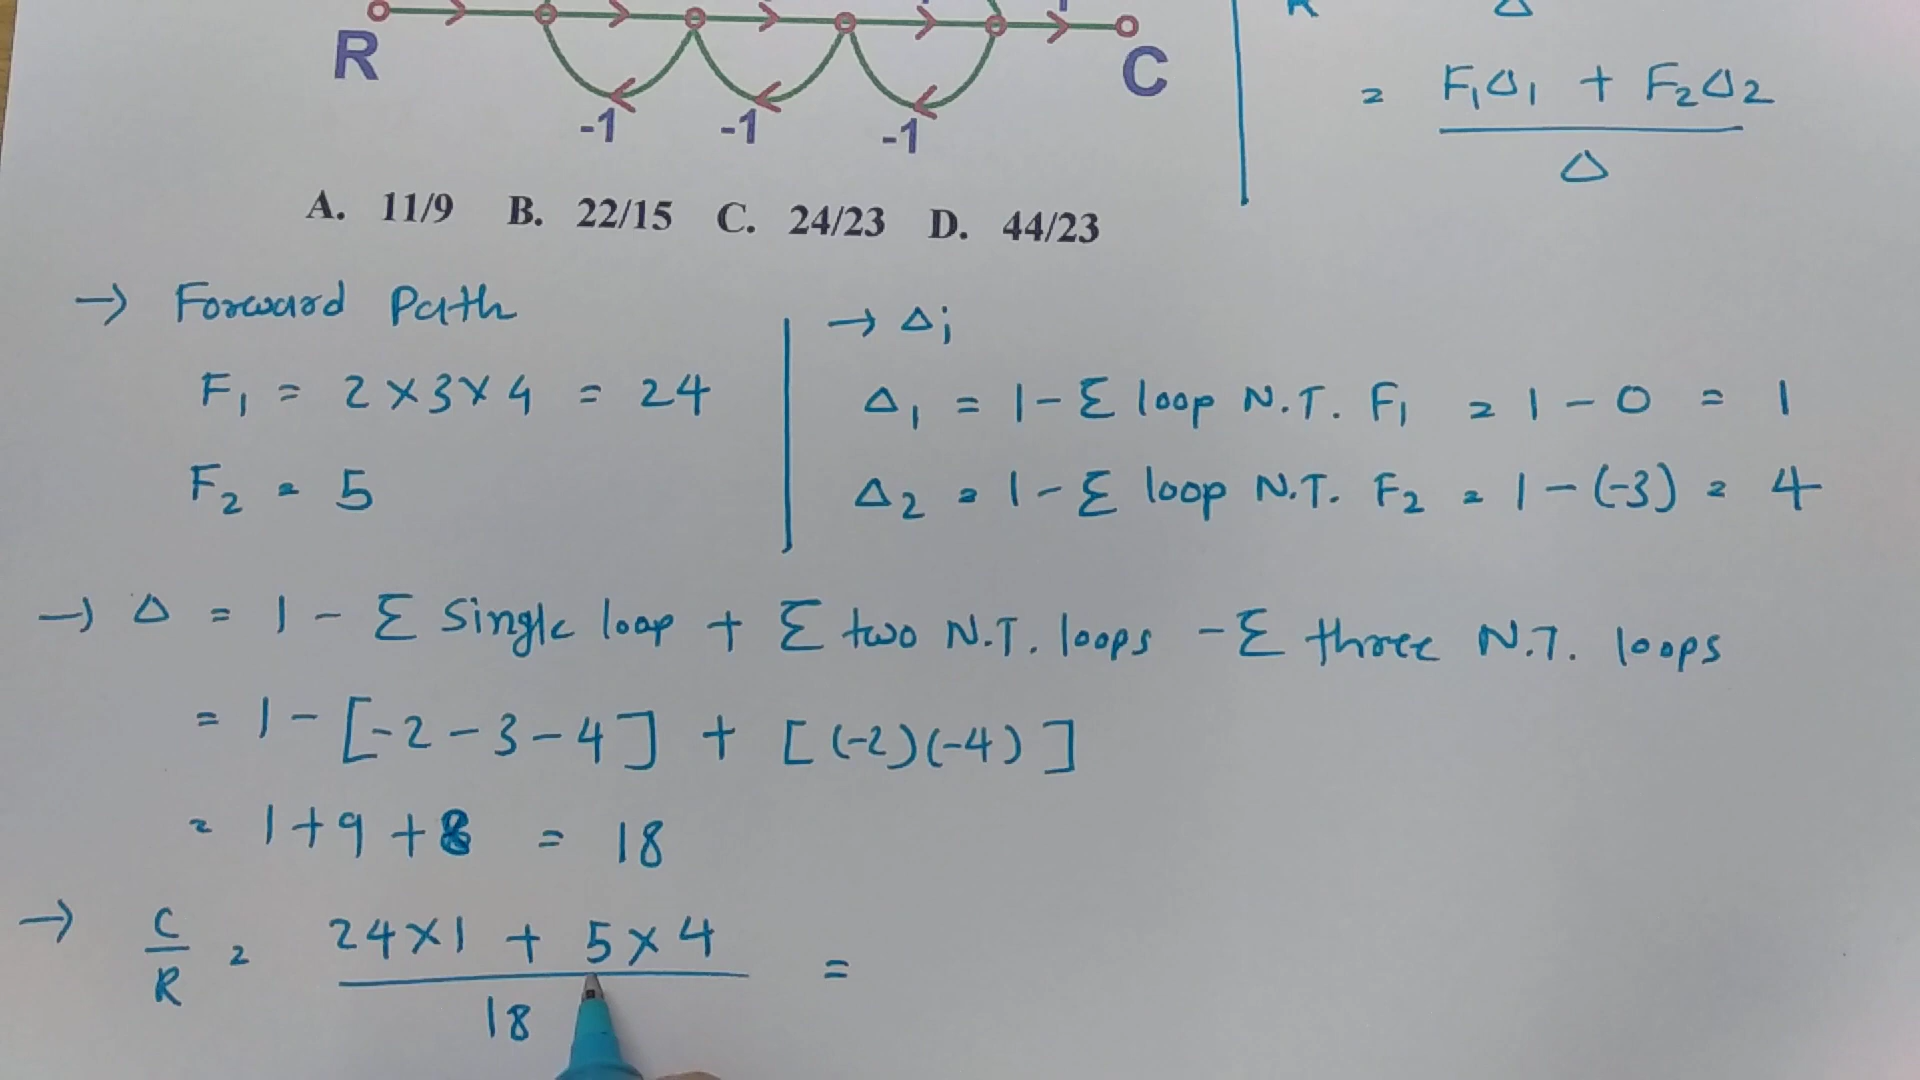 R C
-1 -1 -1
= F₁Δ₁ + F₂Δ₂
Δ
A. 11/9 B. 22/15 C. 24/23 D. 44/23
→ Forward Path
F₁ = 2×3×4 = 24
F₂ = 5
→ Δi
Δ₁ = 1-Σ loop N.T. F₁ = 1-0 = 1
Δ₂ = 1-Σ loop N.T. F₂ = 1-(-3) = 4
→ Δ = 1 - Σ Single loop + Σ two N.T. loops - Σ three N.T. loops
= 1 - [-2-3-4] + [(-2)(-4)]
= 1+9+8 = 18
→ C/R = 24×1 + 5×4 =
18